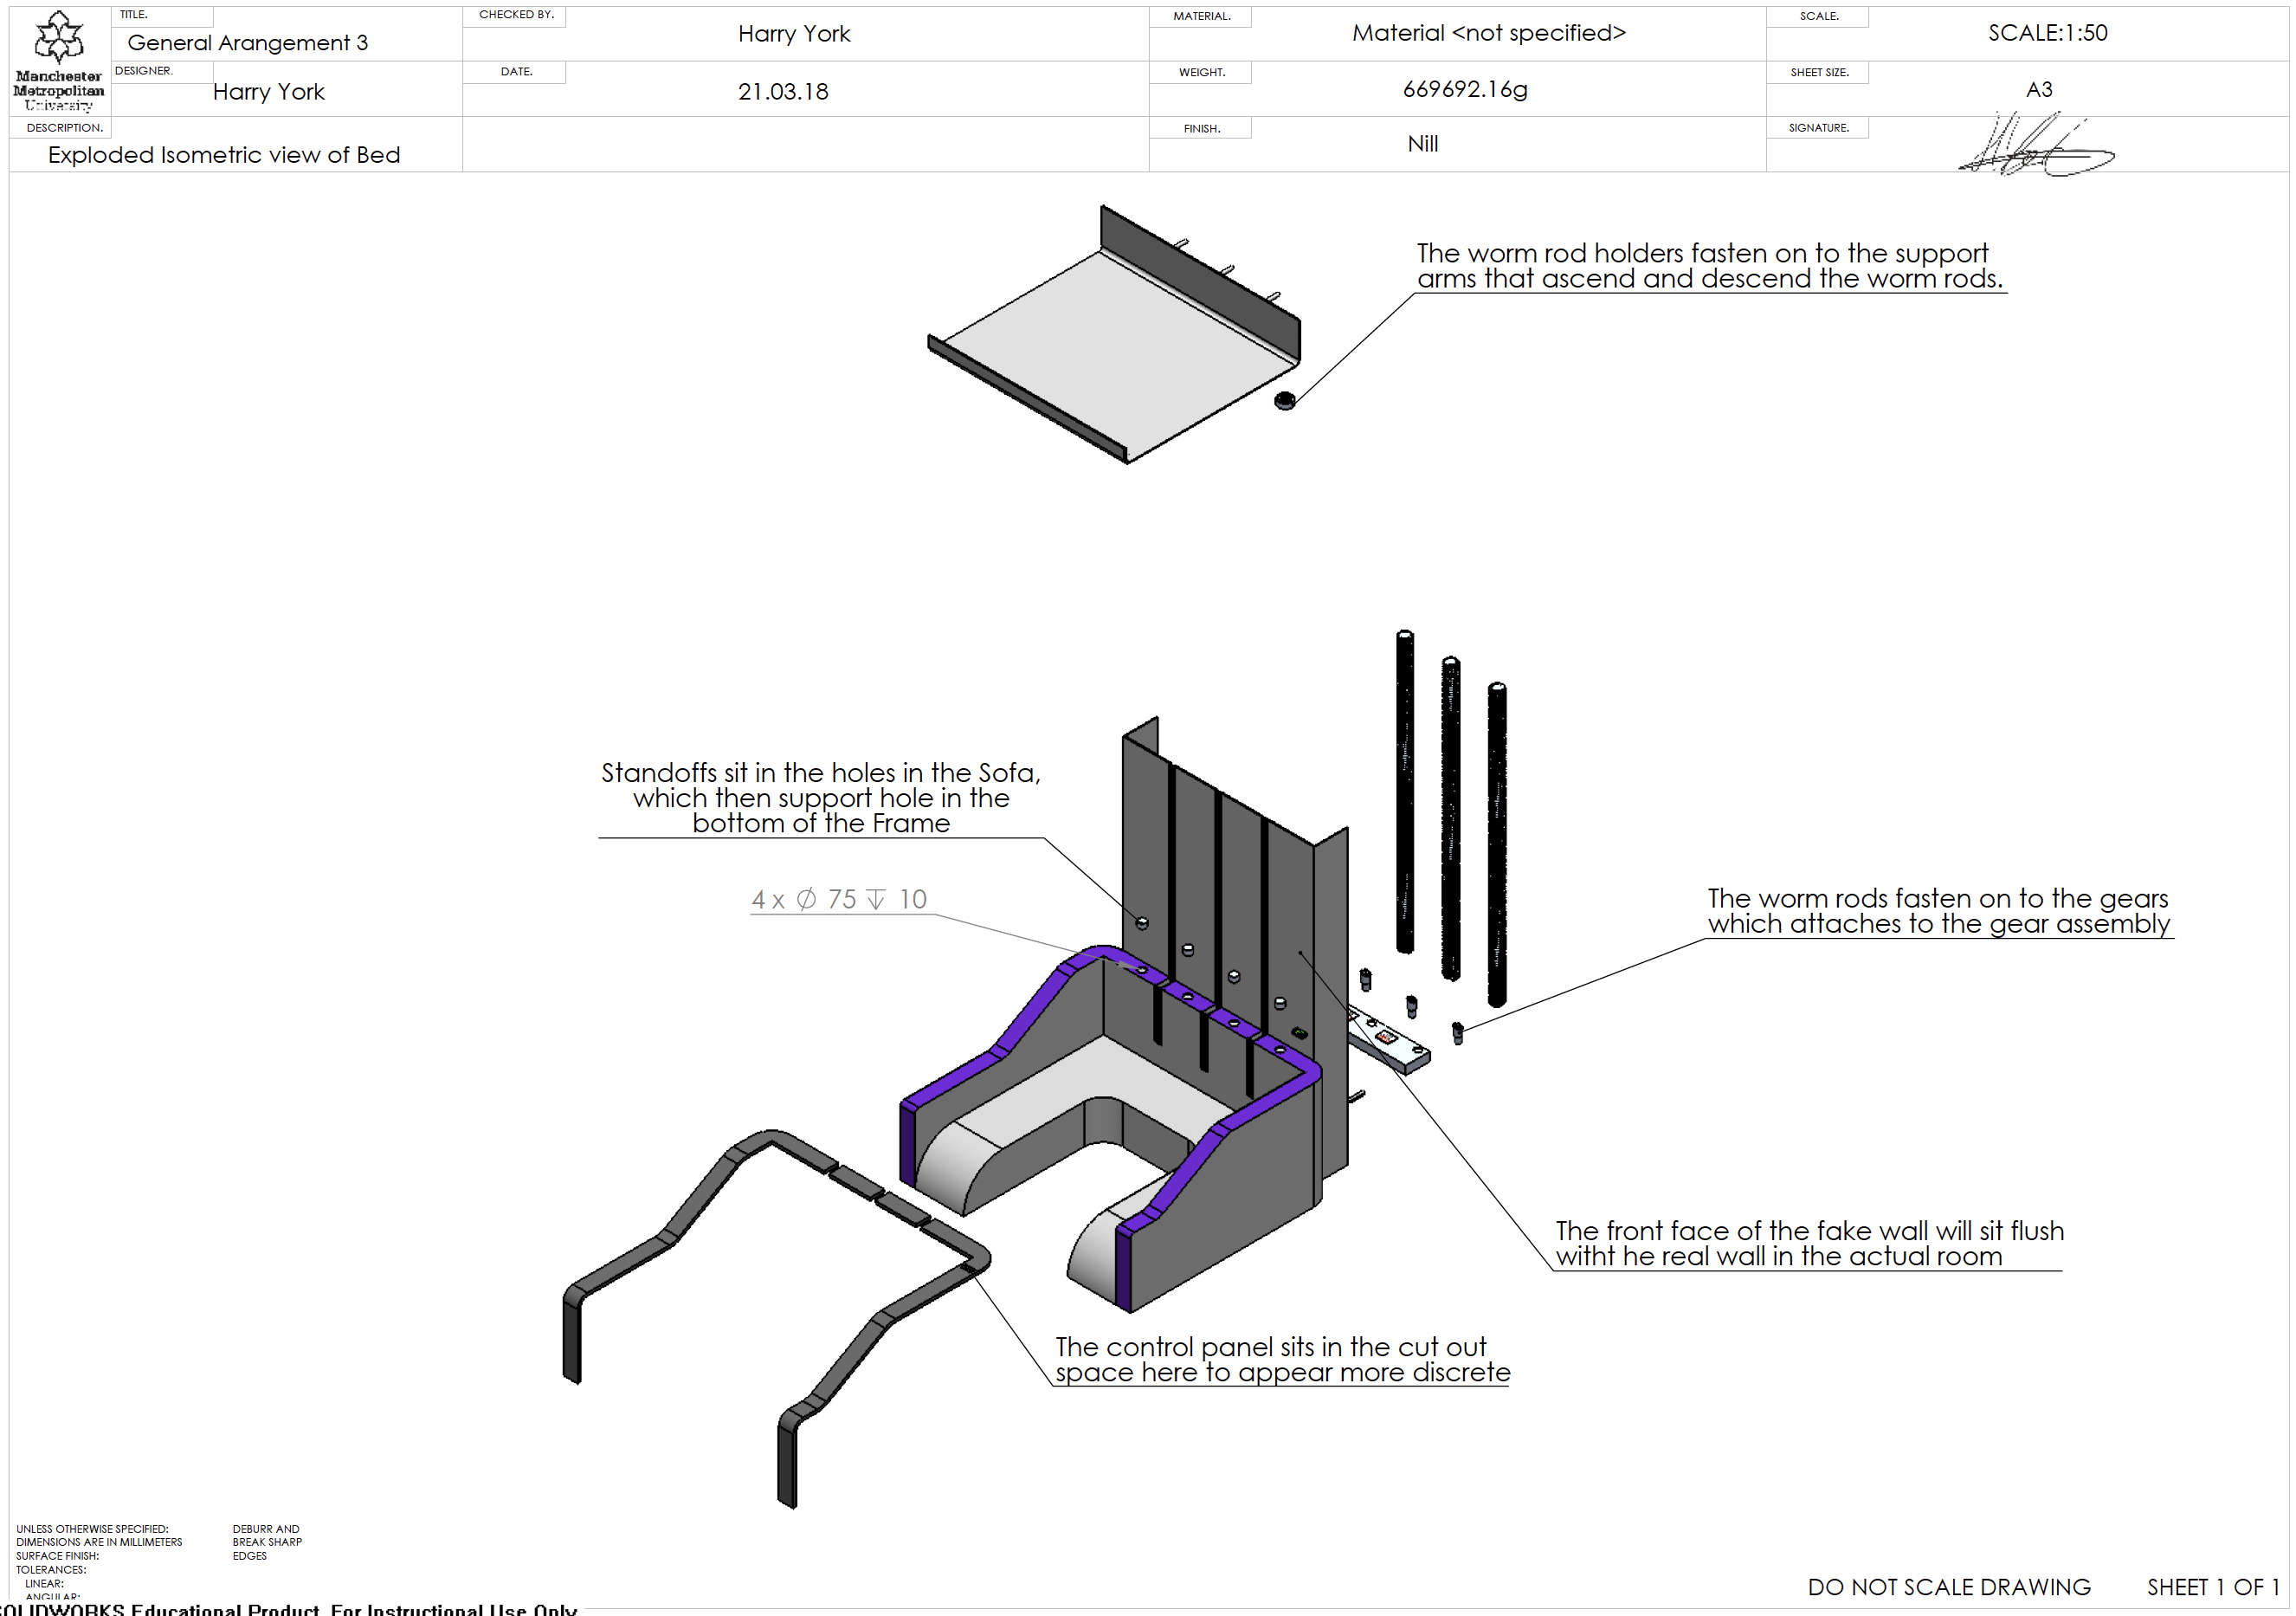 Manchester
Metropolitan
University
TITLE.
General Arangement 3
CHECKED BY.
Harry York
MATERIAL.
Material <not specified>
SCALE.
SCALE:1:50
DESIGNER.
Harry York
DATE.
21.03.18
WEIGHT.
669692.16g
SHEET SIZE.
A3
DESCRIPTION.
Exploded Isometric view of Bed
FINISH.
Nill
SIGNATURE.
The worm rod holders fasten on to the support
arms that ascend and descend the worm rods.
Standoffs sit in the holes in the Sofa,
which then support hole in the
bottom of the Frame
4 x ⌀ 75 ↧ 10
The worm rods fasten on to the gears
which attaches to the gear assembly
The front face of the fake wall will sit flush
witht he real wall in the actual room
The control panel sits in the cut out
space here to appear more discrete
UNLESS OTHERWISE SPECIFIED:
DIMENSIONS ARE IN MILLIMETERS
SURFACE FINISH:
TOLERANCES:
LINEAR:
ANGULAR:
DEBURR AND
BREAK SHARP
EDGES
DO NOT SCALE DRAWING
SHEET 1 OF 1
SOLIDWORKS Educational Product. For Instructional Use Only.